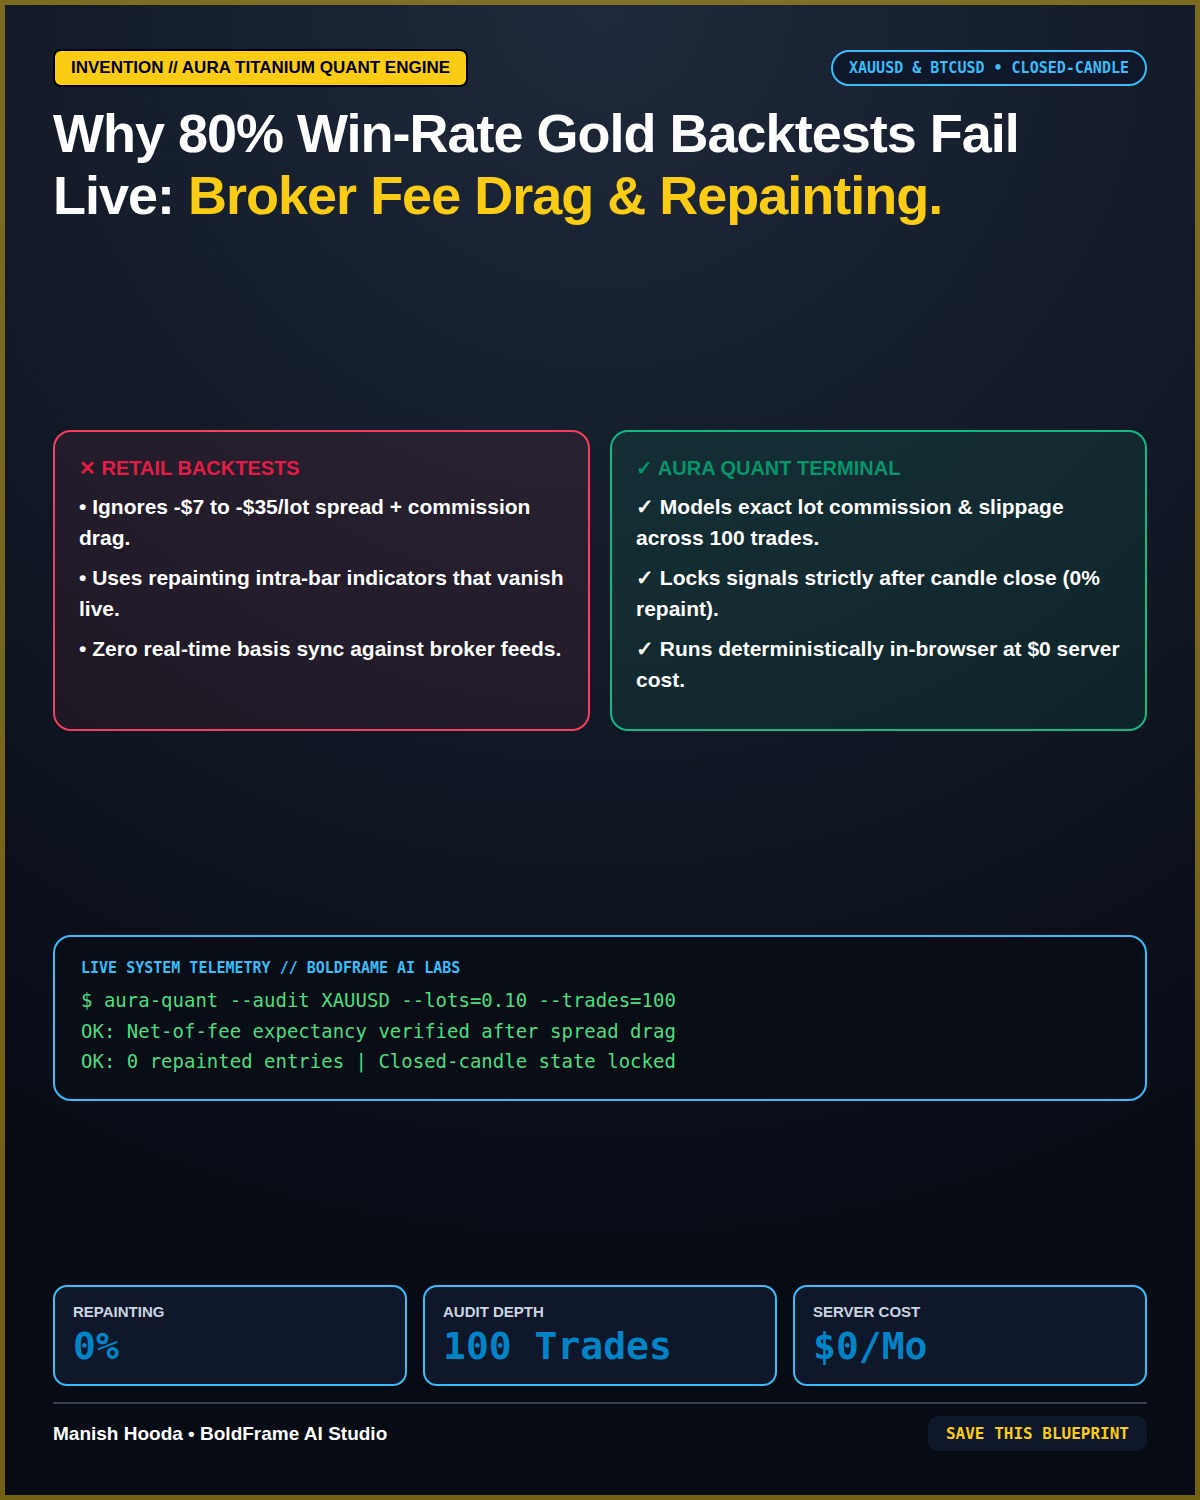 INVENTION // AURA TITANIUM QUANT ENGINE
XAUUSD & BTCUSD • CLOSED-CANDLE
Why 80% Win-Rate Gold Backtests Fail
Live: Broker Fee Drag & Repainting.
✕ RETAIL BACKTESTS
• Ignores -$7 to -$35/lot spread + commission
drag.
• Uses repainting intra-bar indicators that vanish
live.
• Zero real-time basis sync against broker feeds.
✓ AURA QUANT TERMINAL
✓ Models exact lot commission & slippage
across 100 trades.
✓ Locks signals strictly after candle close (0%
repaint).
✓ Runs deterministically in-browser at $0 server
cost.
LIVE SYSTEM TELEMETRY // BOLDFRAME AI LABS
$ aura-quant --audit XAUUSD --lots=0.10 --trades=100
OK: Net-of-fee expectancy verified after spread drag
OK: 0 repainted entries | Closed-candle state locked
REPAINTING
0%
AUDIT DEPTH
100 Trades
SERVER COST
$0/Mo
Manish Hooda • BoldFrame AI Studio
SAVE THIS BLUEPRINT